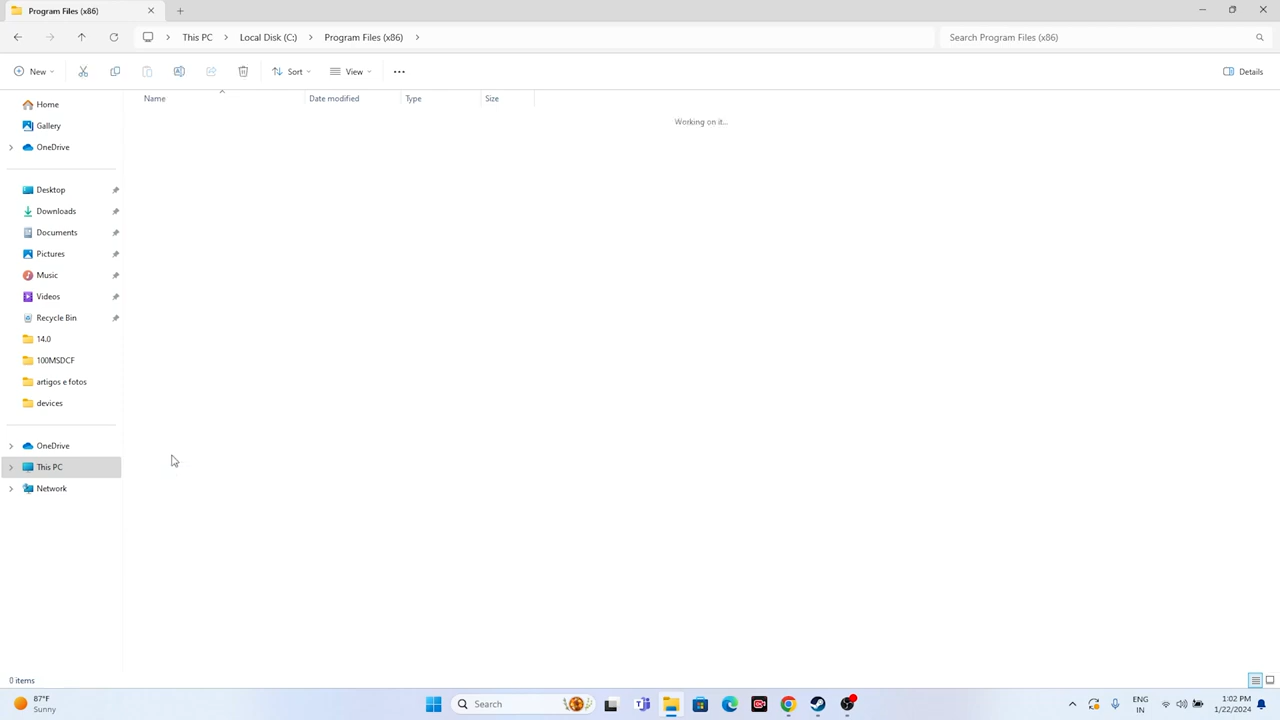 Program Files (x86)
This PC Local Disk (C:) Program Files (x86) Search Program Files (x86)
New Sort View Details
Name Date modified Type Size
Working on it...
Home
Gallery
OneDrive
Desktop
Downloads
Documents
Pictures
Music
Videos
Recycle Bin
14.0
100MSDCF
artigos e fotos
devices
OneDrive
This PC
Network
0 items
87°F
Sunny
Search
ENG
IN
1:02 PM
1/22/2024